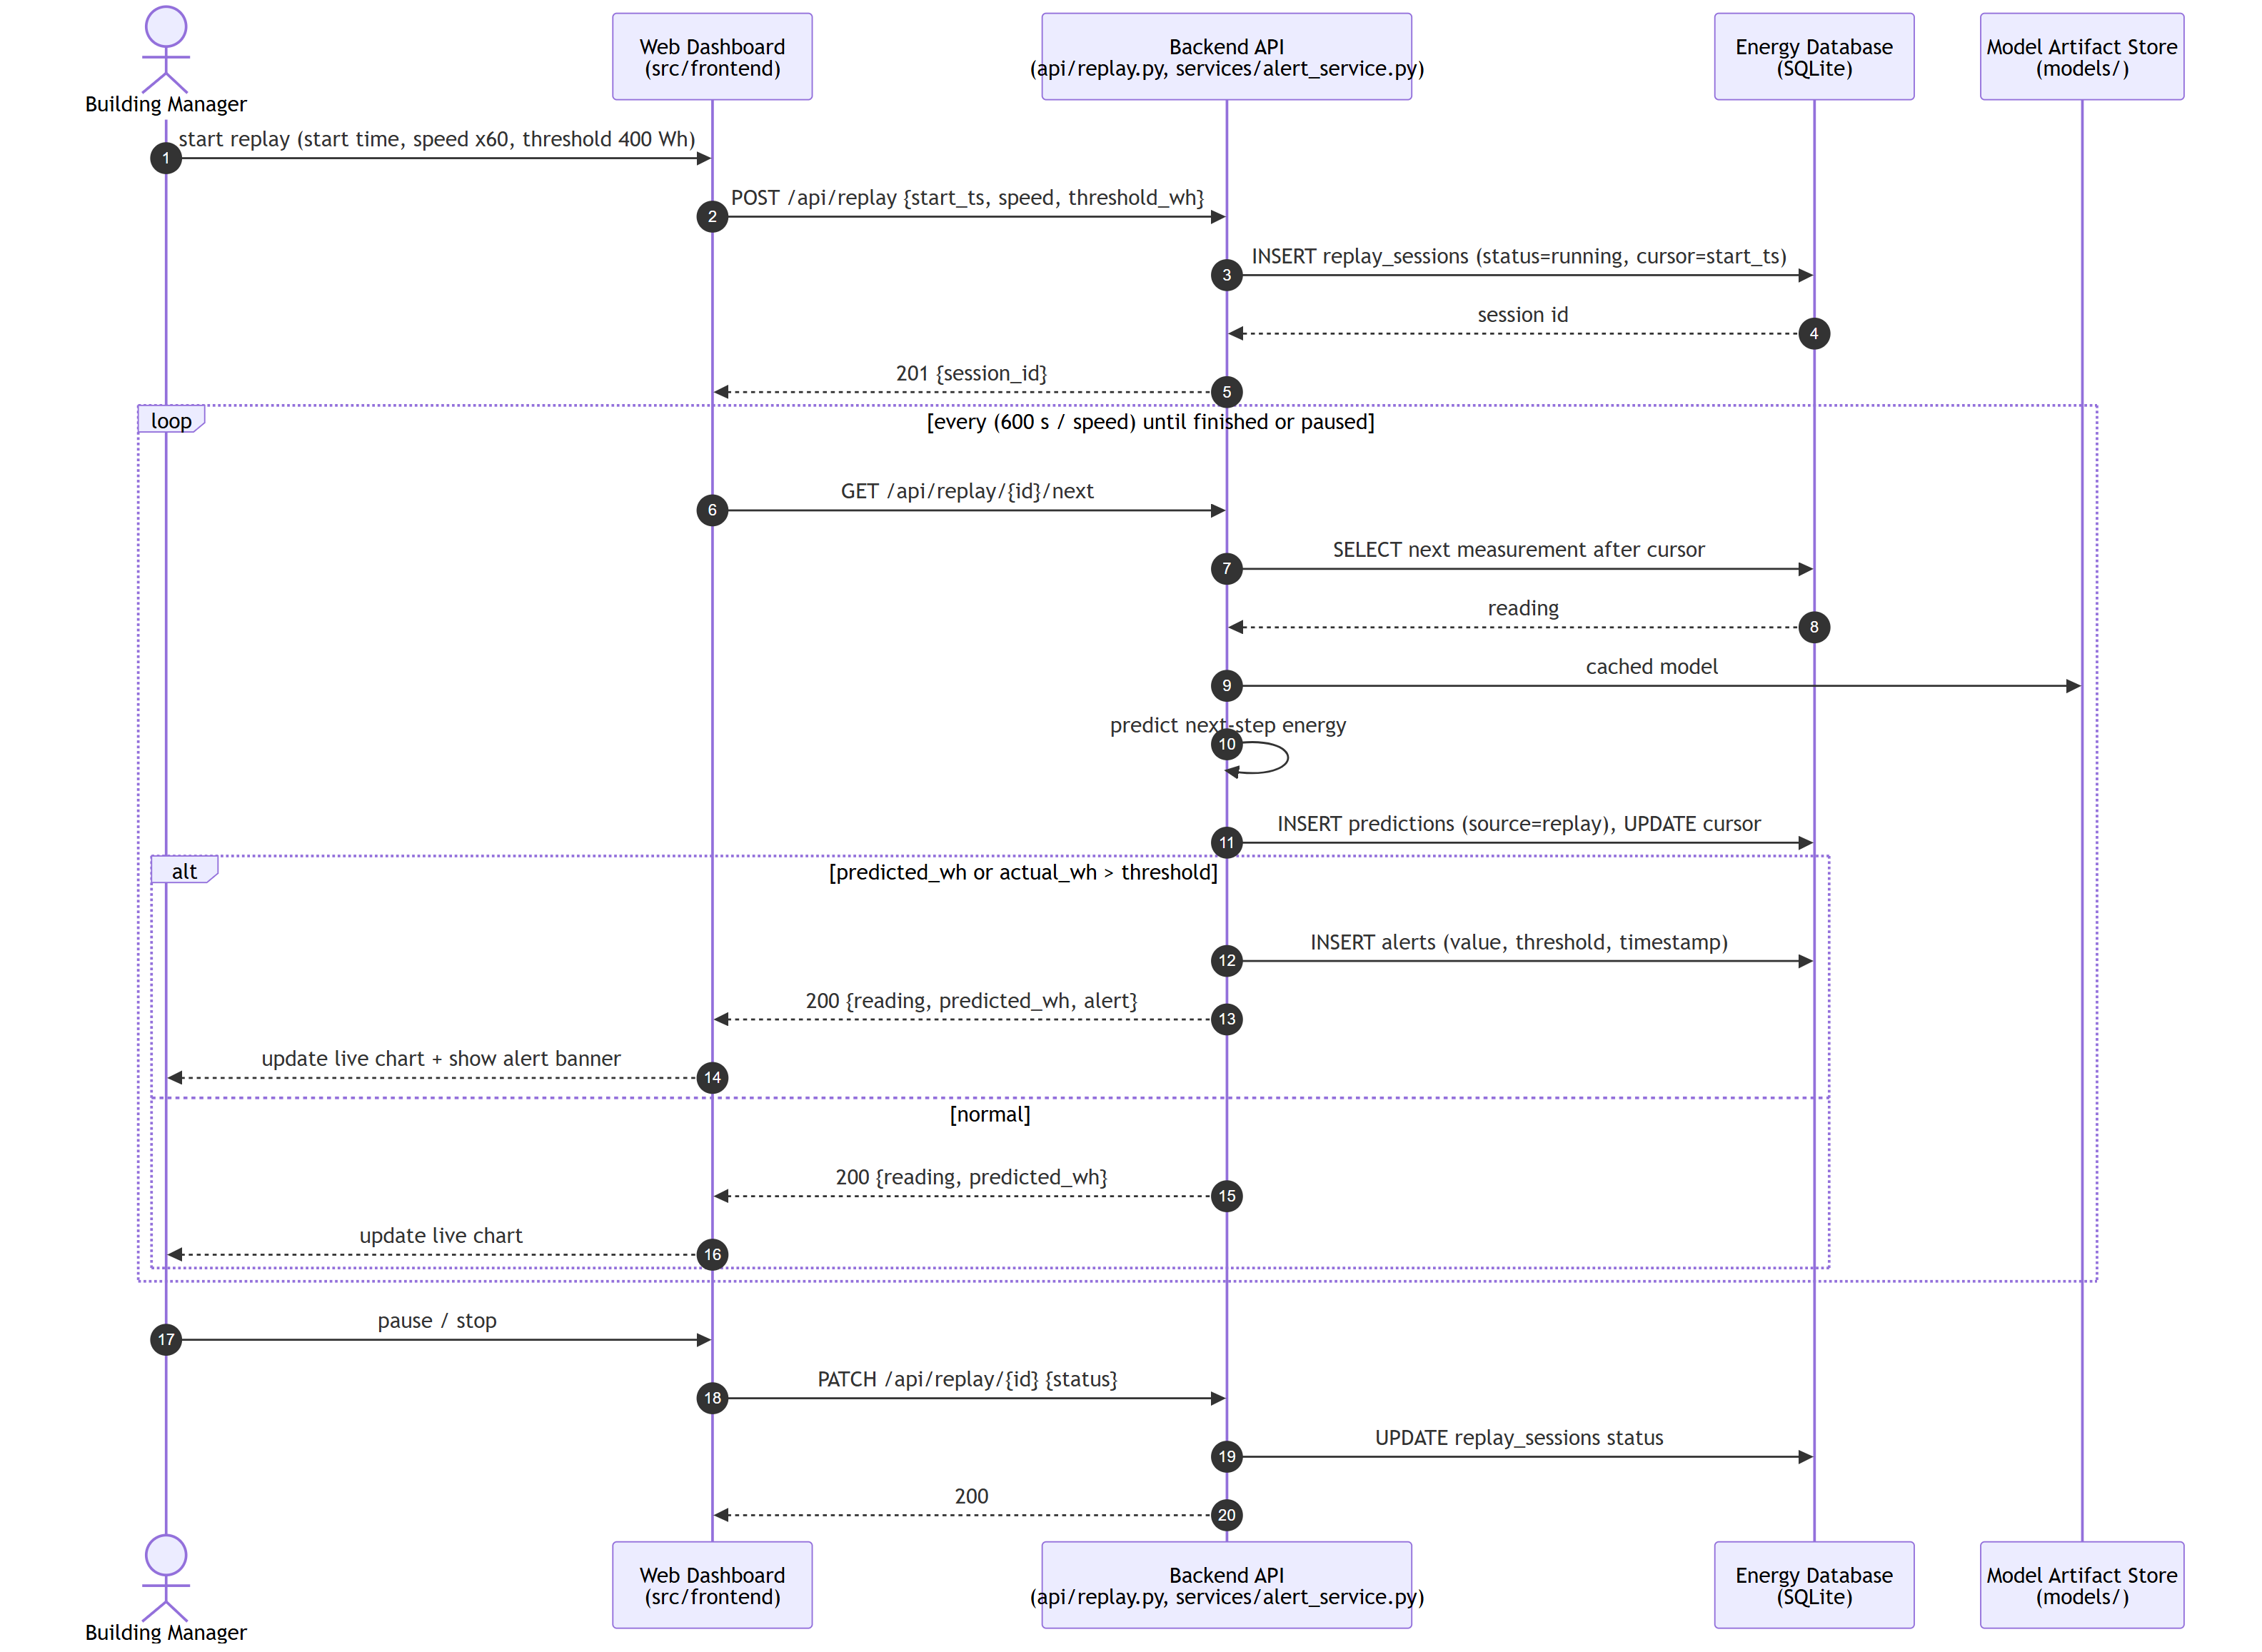 Building Manager
Web Dashboard
(src/frontend)
Backend API
(api/replay.py, services/alert_service.py)
Energy Database
(SQLite)
Model Artifact Store
(models/)
start replay (start time, speed x60, threshold 400 Wh)
1
POST /api/replay {start_ts, speed, threshold_wh}
2
INSERT replay_sessions (status=running, cursor=start_ts)
3
session id
4
201 {session_id}
5
loop
[every (600 s / speed) until finished or paused]
GET /api/replay/{id}/next
6
SELECT next measurement after cursor
7
reading
8
cached model
9
predict next-step energy
10
INSERT predictions (source=replay), UPDATE cursor
11
alt
[predicted_wh or actual_wh > threshold]
INSERT alerts (value, threshold, timestamp)
12
200 {reading, predicted_wh, alert}
13
update live chart + show alert banner
14
[normal]
200 {reading, predicted_wh}
15
update live chart
16
pause / stop
17
PATCH /api/replay/{id} {status}
18
UPDATE replay_sessions status
19
200
20
Building Manager
Web Dashboard
(src/frontend)
Backend API
(api/replay.py, services/alert_service.py)
Energy Database
(SQLite)
Model Artifact Store
(models/)